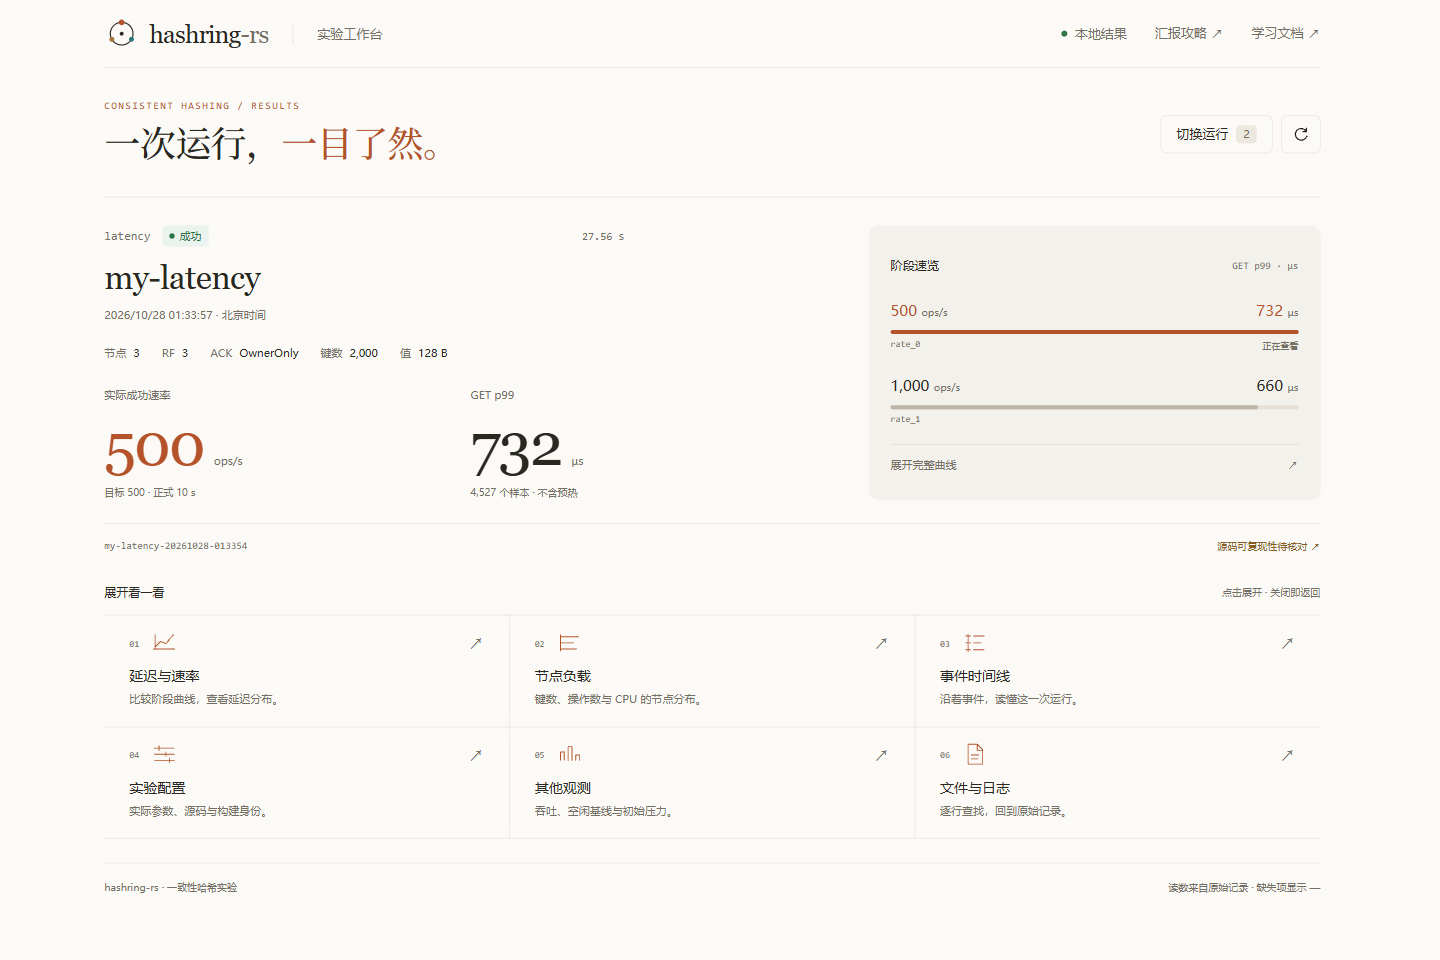 hashring-rs 实验工作台 本地结果 汇报攻略 ↗ 学习文档 ↗
CONSISTENT HASHING / RESULTS
一次运行，一目了然。
切换运行 2
latency 成功 27.56 s
my-latency
2026/10/28 01:33:57 · 北京时间
节点 3 RF 3 ACK OwnerOnly 键数 2,000 值 128 B
实际成功速率 GET p99
500 ops/s 732 µs
目标 500 · 正式 10 s 4,527 个样本 · 不含预热
阶段速览 GET p99 · µs
500 ops/s 732 µs
rate_0 正在查看
1,000 ops/s 660 µs
rate_1
展开完整曲线 ↗
my-latency-20261028-013354 源码可复现性待核对 ↗
展开看一看 点击展开 · 关闭即返回
01 ↗
延迟与速率
比较阶段曲线，查看延迟分布。
02 ↗
节点负载
键数、操作数与 CPU 的节点分布。
03 ↗
事件时间线
沿着事件，读懂这一次运行。
04 ↗
实验配置
实际参数、源码与构建身份。
05 ↗
其他观测
吞吐、空闲基线与初始压力。
06 ↗
文件与日志
逐行查找，回到原始记录。
hashring-rs · 一致性哈希实验 读数来自原始记录 · 缺失项显示 —